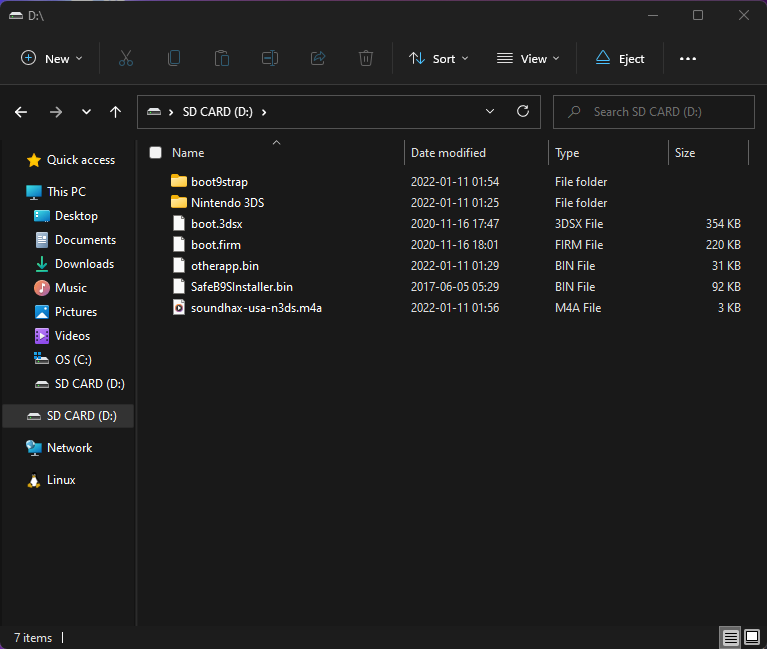 D:\
New
Sort
View
Eject
SD CARD (D:)
Search SD CARD (D:)
Quick access
This PC
Desktop
Documents
Downloads
Music
Pictures
Videos
OS (C:)
SD CARD (D:)
SD CARD (D:)
Network
Linux
Name Date modified Type Size
boot9strap 2022-01-11 01:54 File folder
Nintendo 3DS 2022-01-11 01:25 File folder
boot.3dsx 2020-11-16 17:47 3DSX File 354 KB
boot.firm 2020-11-16 18:01 FIRM File 220 KB
otherapp.bin 2022-01-11 01:29 BIN File 31 KB
SafeB9SInstaller.bin 2017-06-05 05:29 BIN File 92 KB
soundhax-usa-n3ds.m4a 2022-01-11 01:56 M4A File 3 KB
7 items